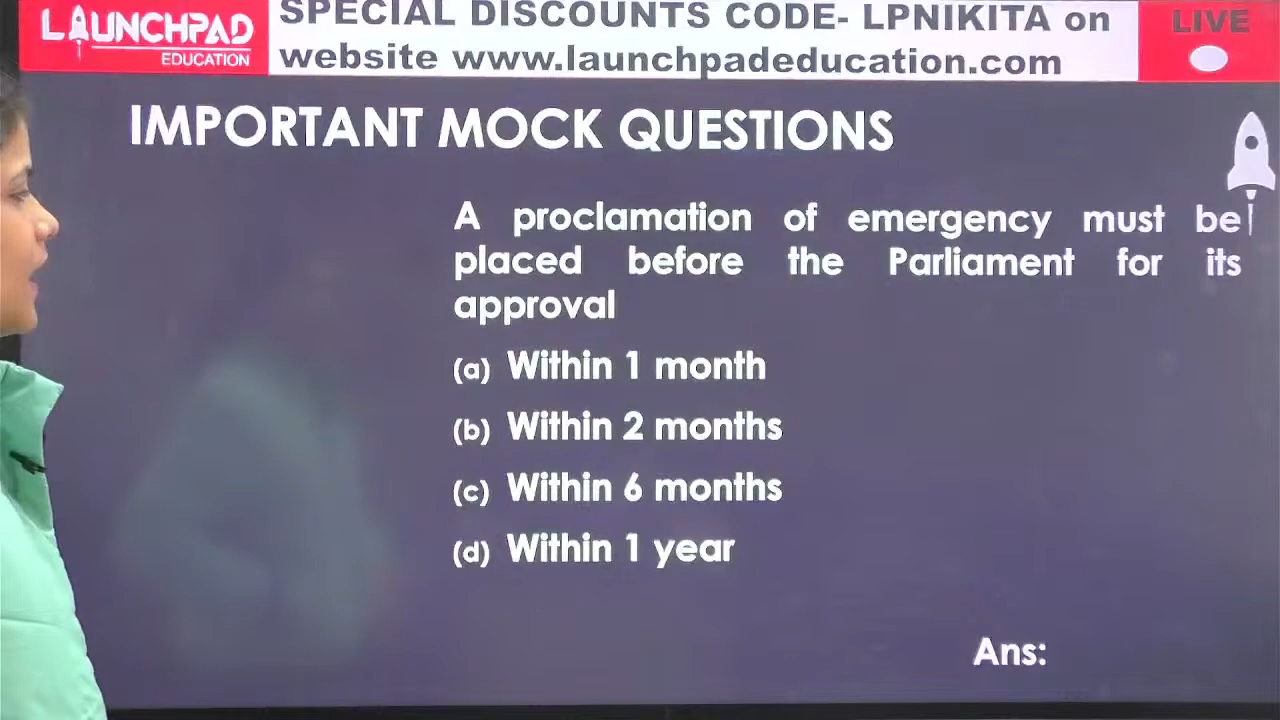 LAUNCHPAD
EDUCATION
SPECIAL DISCOUNTS CODE- LPNIKITA on
website www.launchpadeducation.com
LIVE
IMPORTANT MOCK QUESTIONS
A proclamation of emergency must be
placed before the Parliament for its
approval
(a) Within 1 month
(b) Within 2 months
(c) Within 6 months
(d) Within 1 year
Ans: